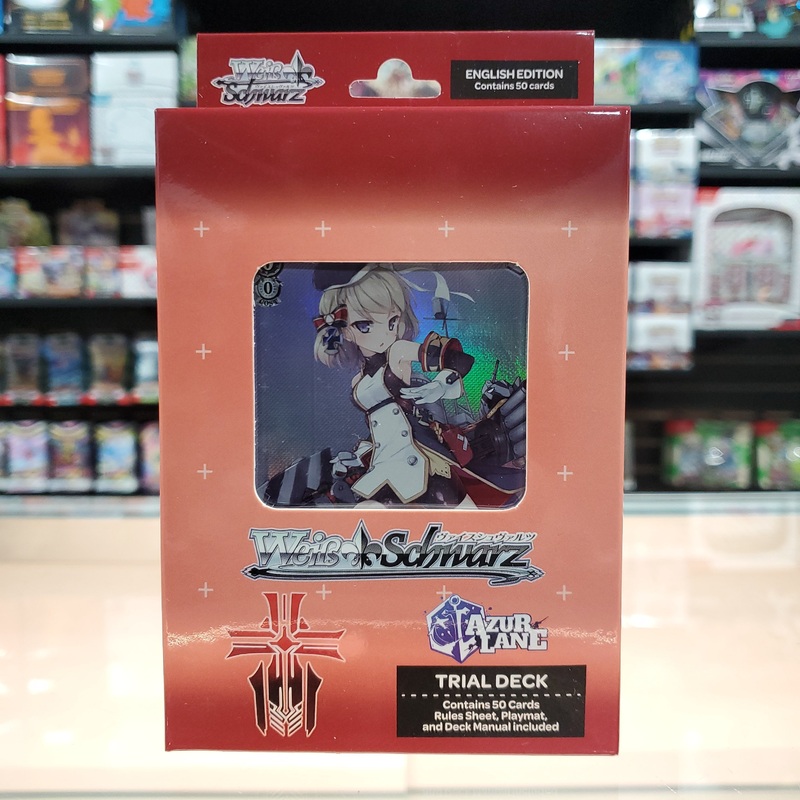 Weiß Schwarz
ENGLISH EDITION
Contains 50 cards
0
ヴァイスシュヴァルツ
Weiß Schwarz
AZUR
LANE
TRIAL DECK
Contains 50 Cards
Rules Sheet, Playmat,
and Deck Manual included